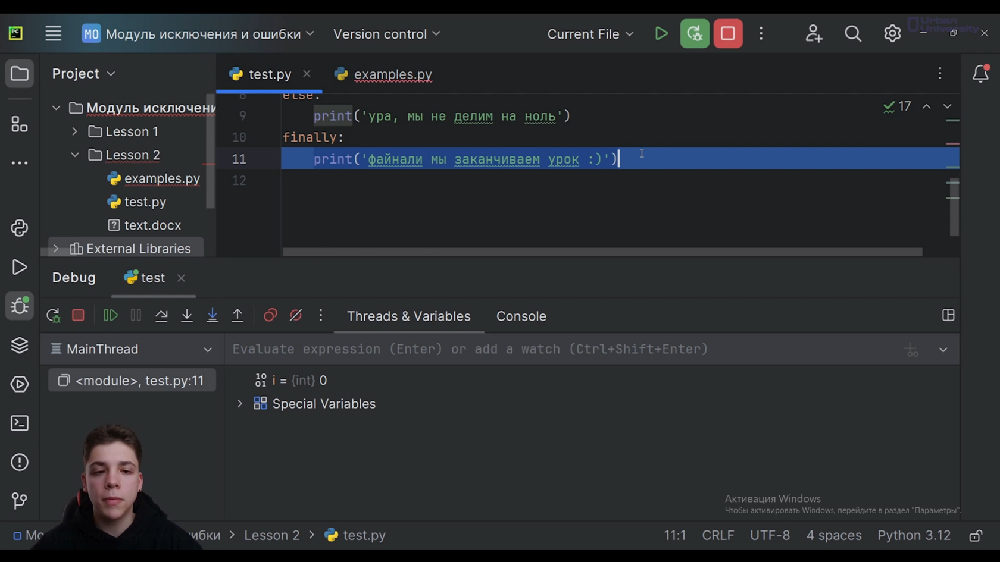 PC
MO Модуль исключения и ошибки
Version control
Current File
Urban University
Project
test.py
examples.py
Модуль исключени
Lesson 1
Lesson 2
examples.py
test.py
text.docx
External Libraries
8 else:
9 print('ура, мы не делим на ноль')
10 finally:
11 print('файнали мы заканчиваем урок :)')
12
17
Debug
test
Threads & Variables
Console
MainThread
Evaluate expression (Enter) or add a watch (Ctrl+Shift+Enter)
<module>, test.py:11
i = {int} 0
Special Variables
Активация Windows
Чтобы активировать Windows, перейдите в раздел "Параметры".
Lesson 2 > test.py
11:1 CRLF UTF-8 4 spaces Python 3.12